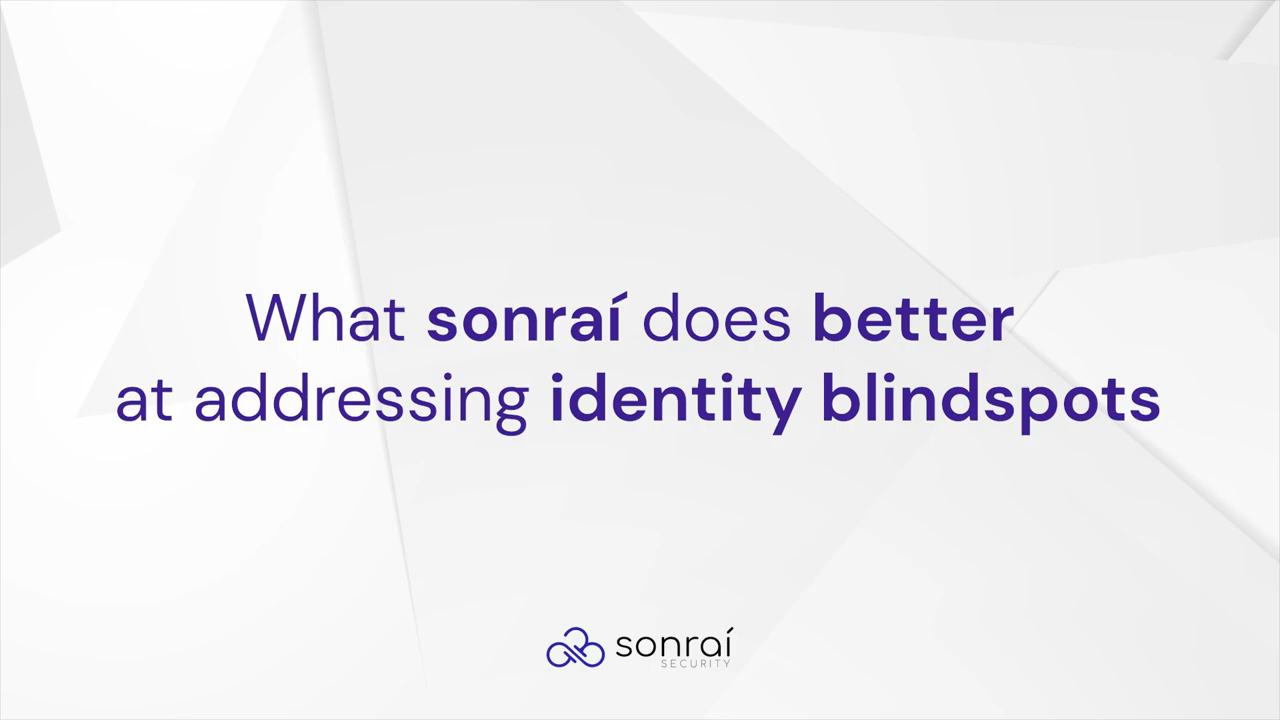 What sonraí does better
at addressing identity blindspots
sonraí
SECURITY